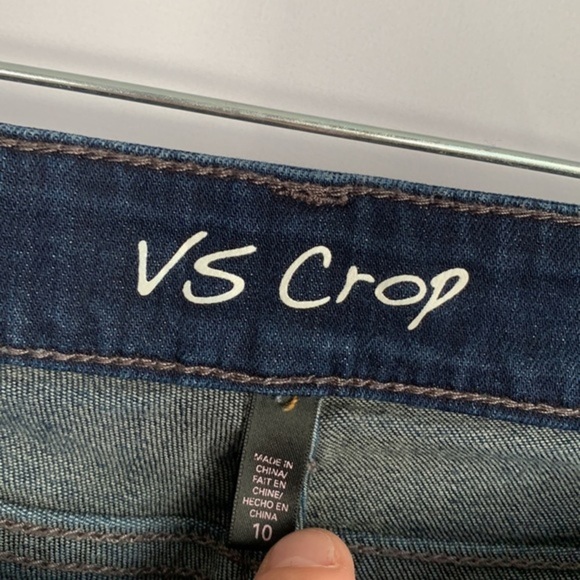 VS Crop
MADE IN
CHINA/
FAIT EN
CHINE/
HECHO EN
CHINA
10